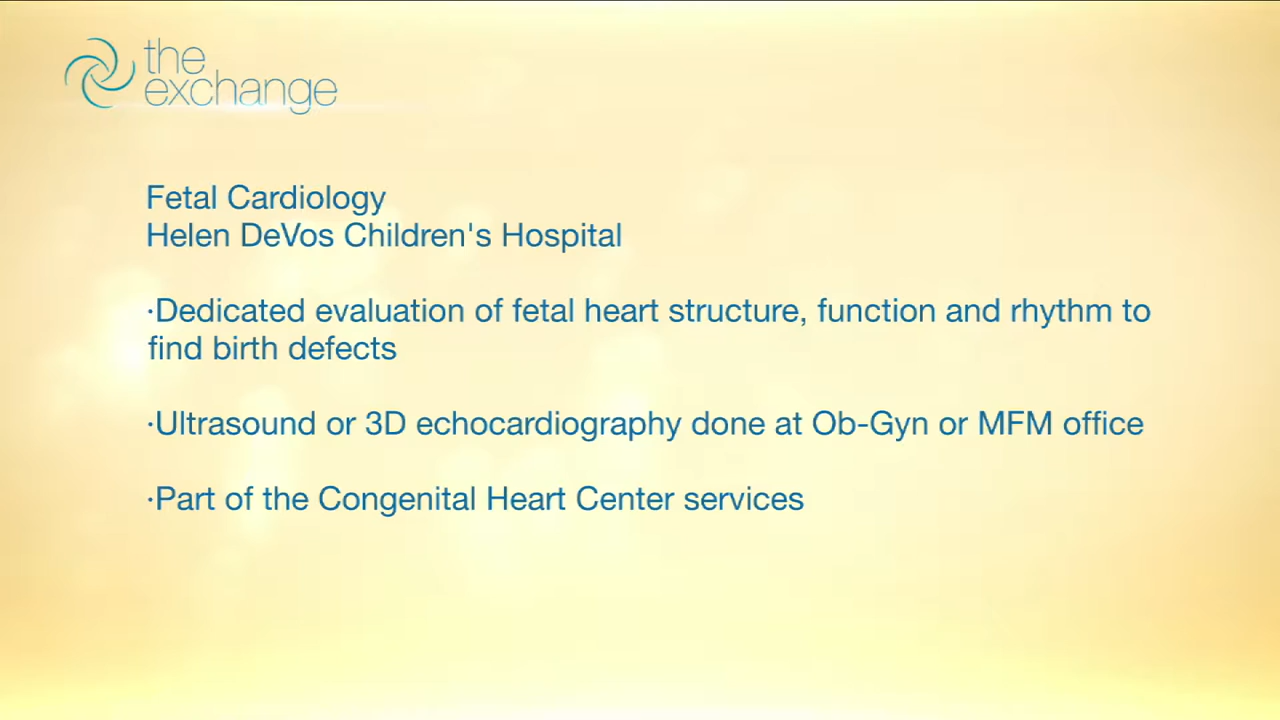 the
exchange
Fetal Cardiology
Helen DeVos Children's Hospital
·Dedicated evaluation of fetal heart structure, function and rhythm to
find birth defects
·Ultrasound or 3D echocardiography done at Ob-Gyn or MFM office
·Part of the Congenital Heart Center services